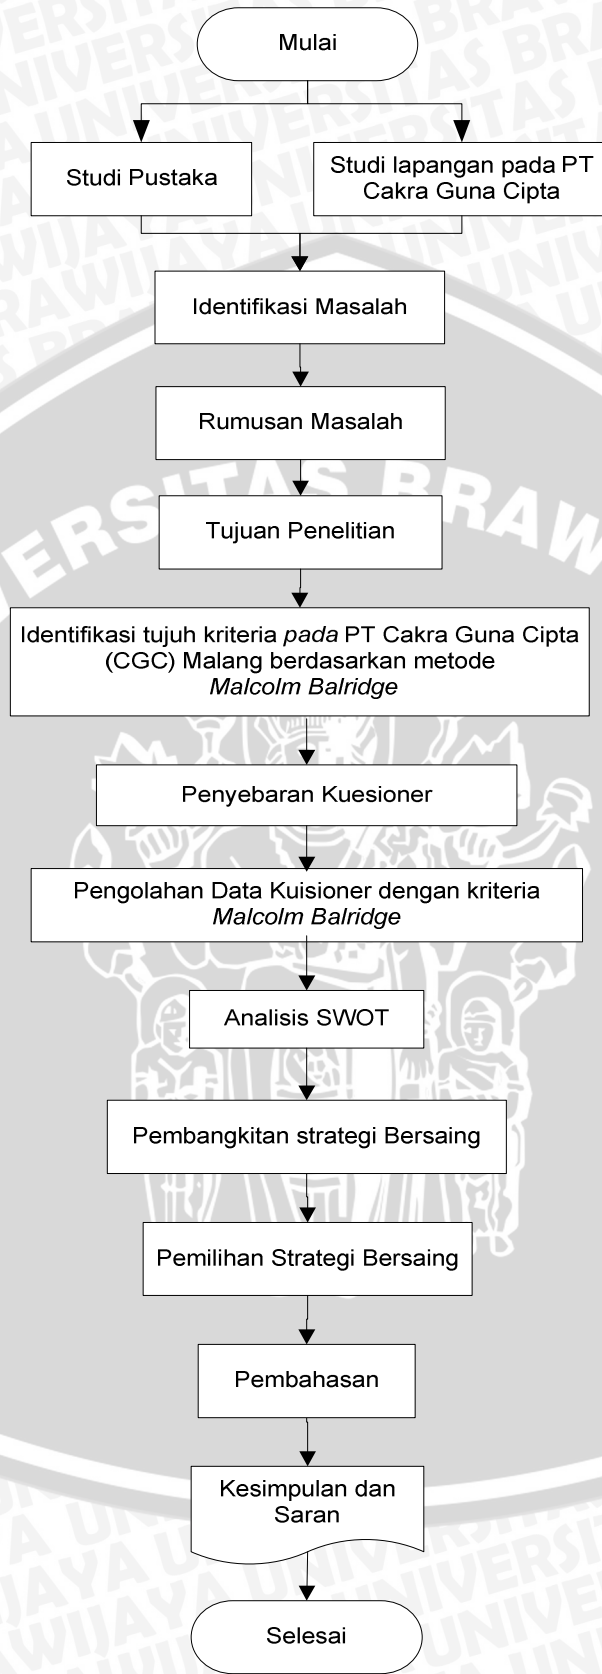 Mulai
Studi Pustaka
Studi lapangan pada PT
Cakra Guna Cipta
Identifikasi Masalah
Rumusan Masalah
Tujuan Penelitian
Identifikasi tujuh kriteria pada PT Cakra Guna Cipta
(CGC) Malang berdasarkan metode
Malcolm Balridge
Penyebaran Kuesioner
Pengolahan Data Kuisioner dengan kriteria
Malcolm Balridge
Analisis SWOT
Pembangkitan strategi Bersaing
Pemilihan Strategi Bersaing
Pembahasan
Kesimpulan dan
Saran
Selesai